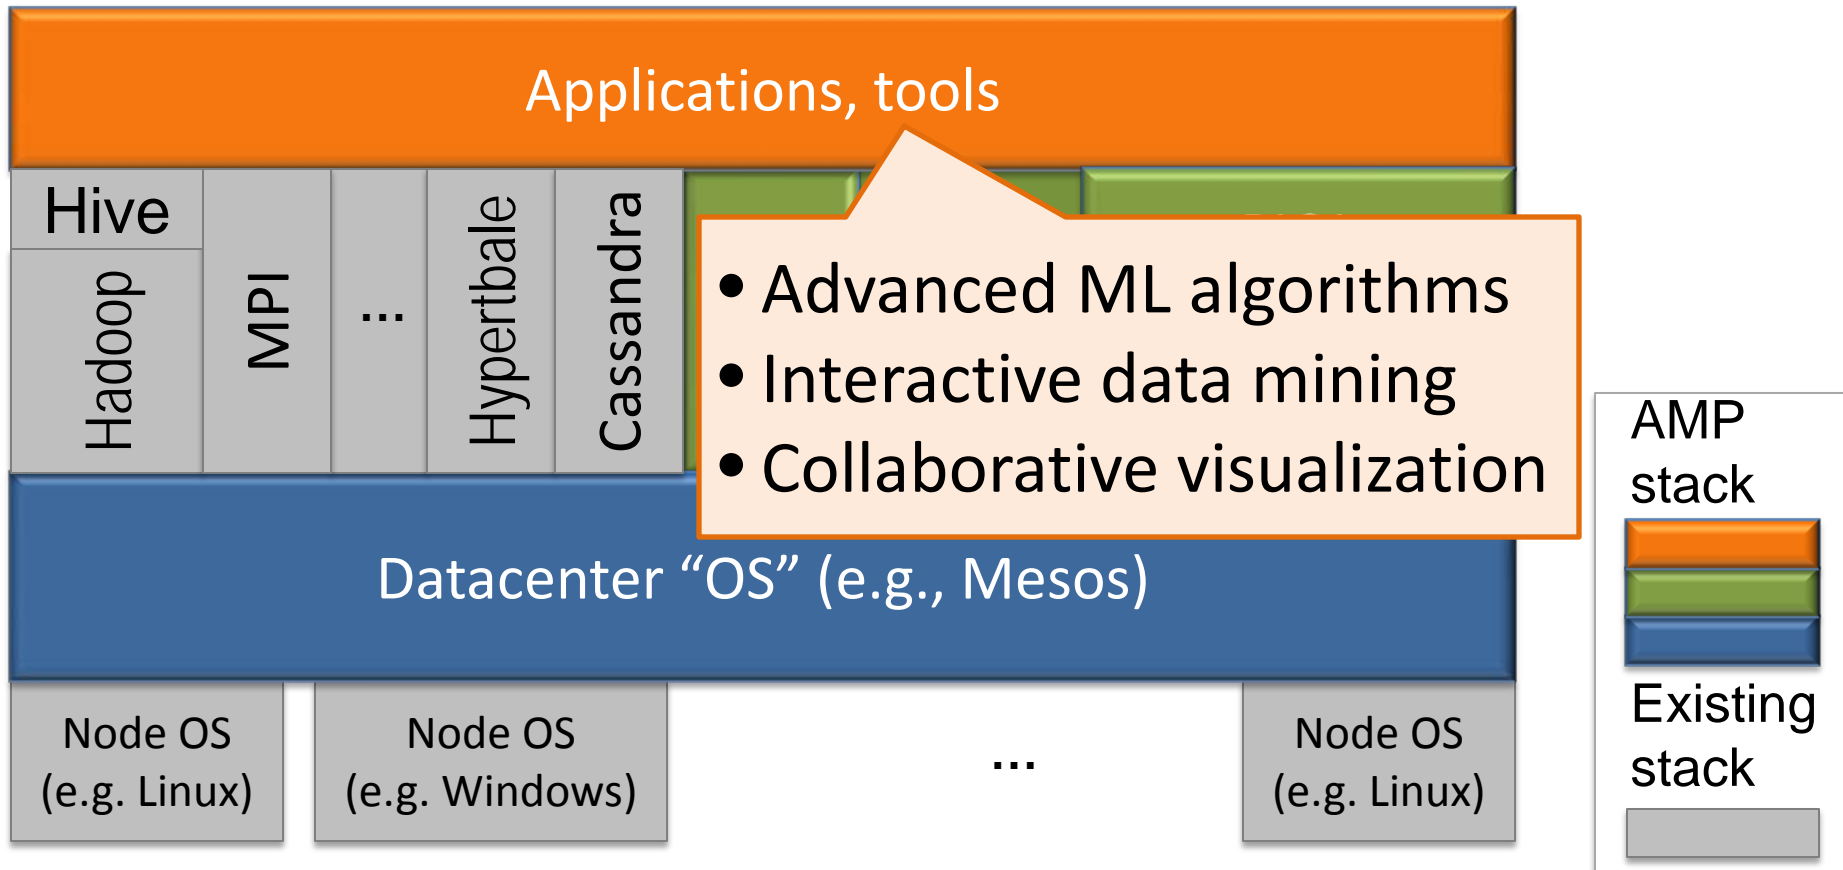 Applications, tools
Hive
Hadoop
MPI
...
Hypertbale
Cassandra
• Advanced ML algorithms
• Interactive data mining
• Collaborative visualization
Datacenter “OS” (e.g., Mesos)
Node OS
(e.g. Linux)
Node OS
(e.g. Windows)
...
Node OS
(e.g. Linux)
AMP
stack
Existing
stack